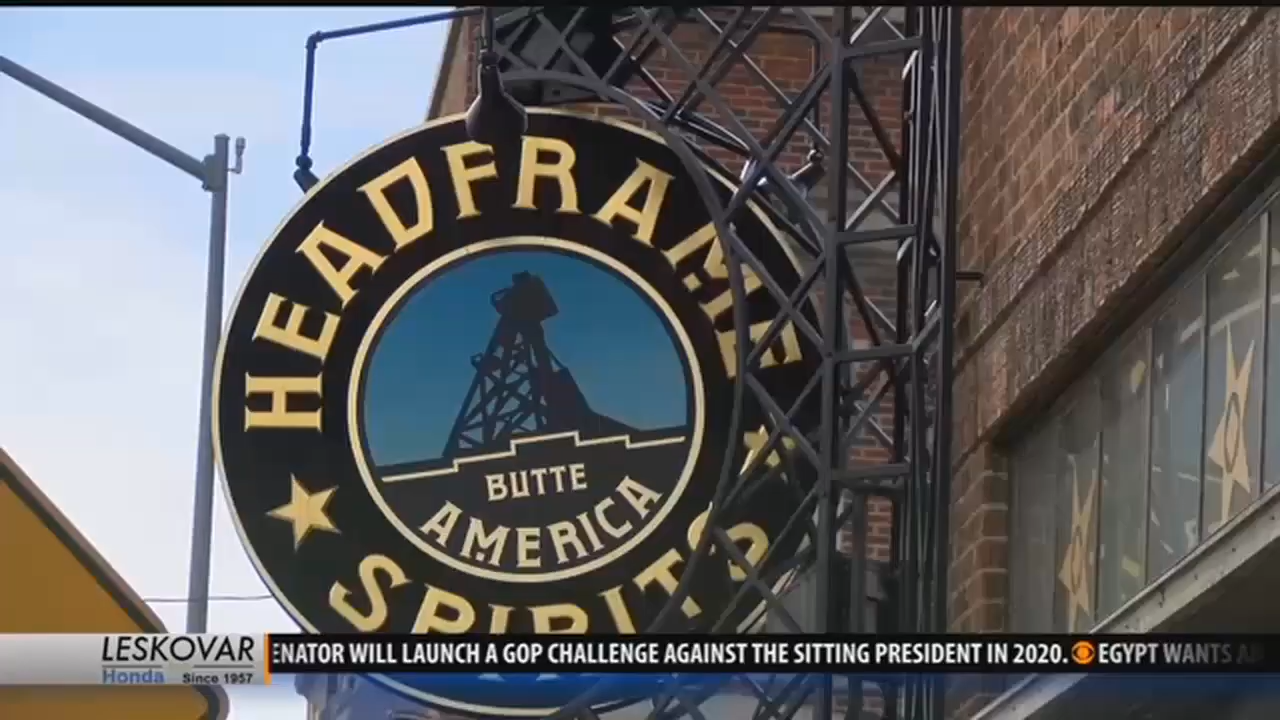 HEADFRAME
BUTTE
AMERICA
SPIRITS
LESKOVAR
Honda Since 1957
ENATOR WILL LAUNCH A GOP CHALLENGE AGAINST THE SITTING PRESIDENT IN 2020. EGYPT WANTS